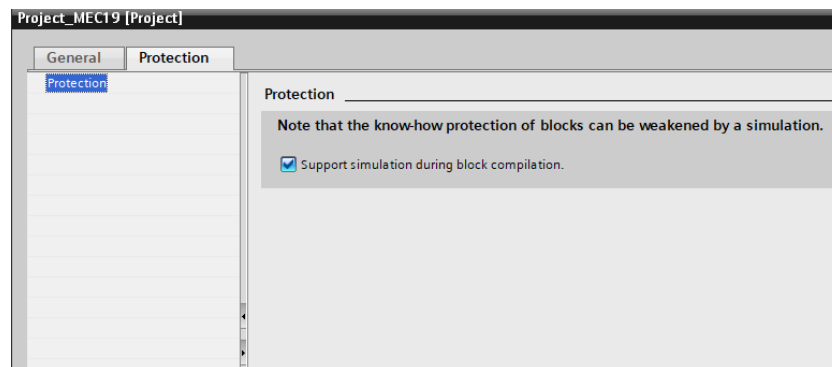 Project_MEC19 [Project]
General Protection
Protection
Protection
Note that the know-how protection of blocks can be weakened by a simulation.
Support simulation during block compilation.